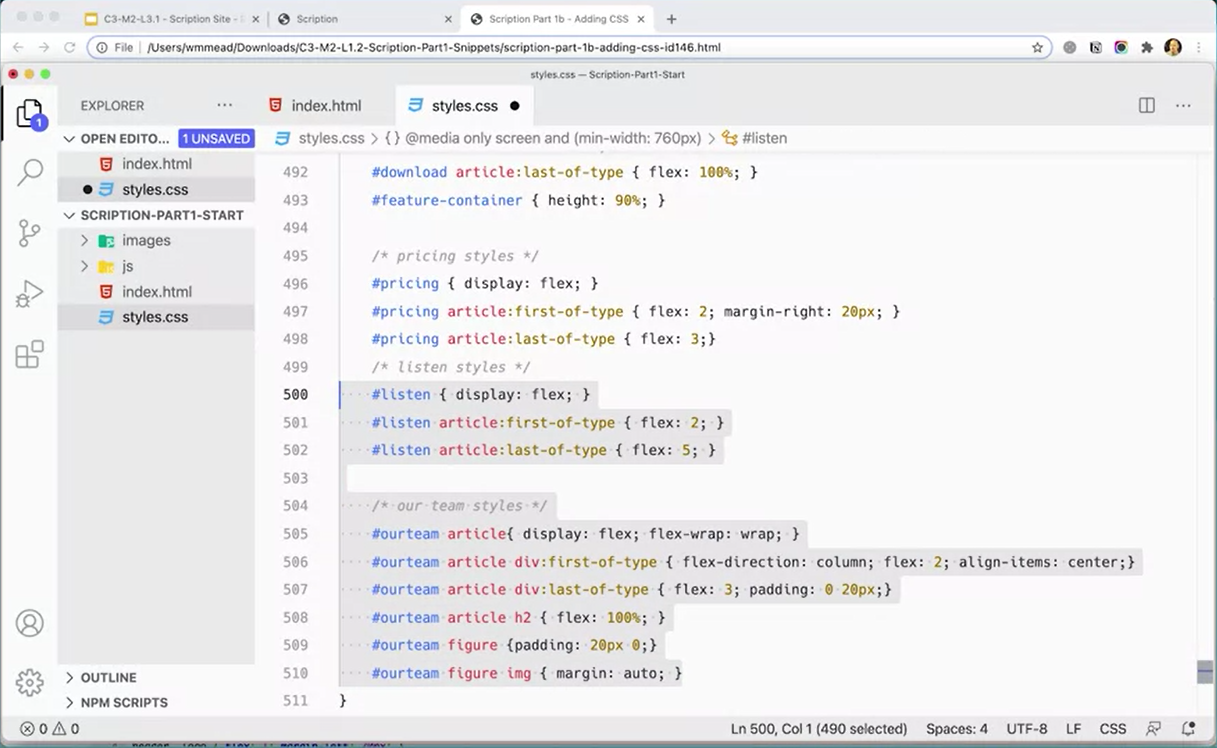 C3-M2-L3.1 - Scription Site -
Scription
Scription Part 1b - Adding CSS
File /Users/wmmead/Downloads/C3-M2-L1.2-Scription-Part1-Snippets/scription-part-1b-adding-css-id146.html
styles.css — Scription-Part1-Start
EXPLORER
index.html
styles.css
OPEN EDITO... 1 UNSAVED
styles.css > { } @media only screen and (min-width: 760px) > #listen
index.html
styles.css
SCRIPTION-PART1-START
images
js
index.html
styles.css
1
492 #download article:last-of-type { flex: 100%; }
493 #feature-container { height: 90%; }
494
495 /* pricing styles */
496 #pricing { display: flex; }
497 #pricing article:first-of-type { flex: 2; margin-right: 20px; }
498 #pricing article:last-of-type { flex: 3;}
499 /* listen styles */
500 #listen { display: flex; }
501 #listen article:first-of-type { flex: 2; }
502 #listen article:last-of-type { flex: 5; }
503
504 /* our team styles */
505 #ourteam article{ display: flex; flex-wrap: wrap; }
506 #ourteam article div:first-of-type { flex-direction: column; flex: 2; align-items: center;}
507 #ourteam article div:last-of-type { flex: 3; padding: 0 20px;}
508 #ourteam article h2 { flex: 100%; }
509 #ourteam figure {padding: 20px 0;}
510 #ourteam figure img { margin: auto; }
511 }
OUTLINE
NPM SCRIPTS
0 0
Ln 500, Col 1 (490 selected) Spaces: 4 UTF-8 LF CSS